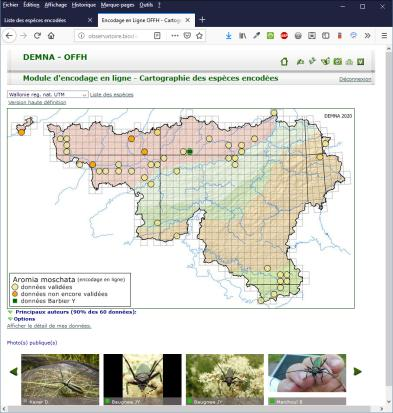 Fichier Édition Affichage Historique Marque-pages Outils ?
Liste des espèces encodées
Encodage en Ligne OFFH - Cartogr
observatoire.biod
DEMNA - OFFH
Module d'encodage en ligne - Cartographie des espèces encodées
Déconnexion
Wallonie reg. nat. UTM
Liste des espèces
Version haute définition
DEMNA 2020
Aromia moschata (encodage en ligne)
données validées
données non encore validées
données Barbier Y
Principaux auteurs (90% des 60 données):
Options
Afficher le détail de mes données.
Photo(s) publique(s)
Xaver D.
Baugnee JY
Baugnee JY
Marchoul B